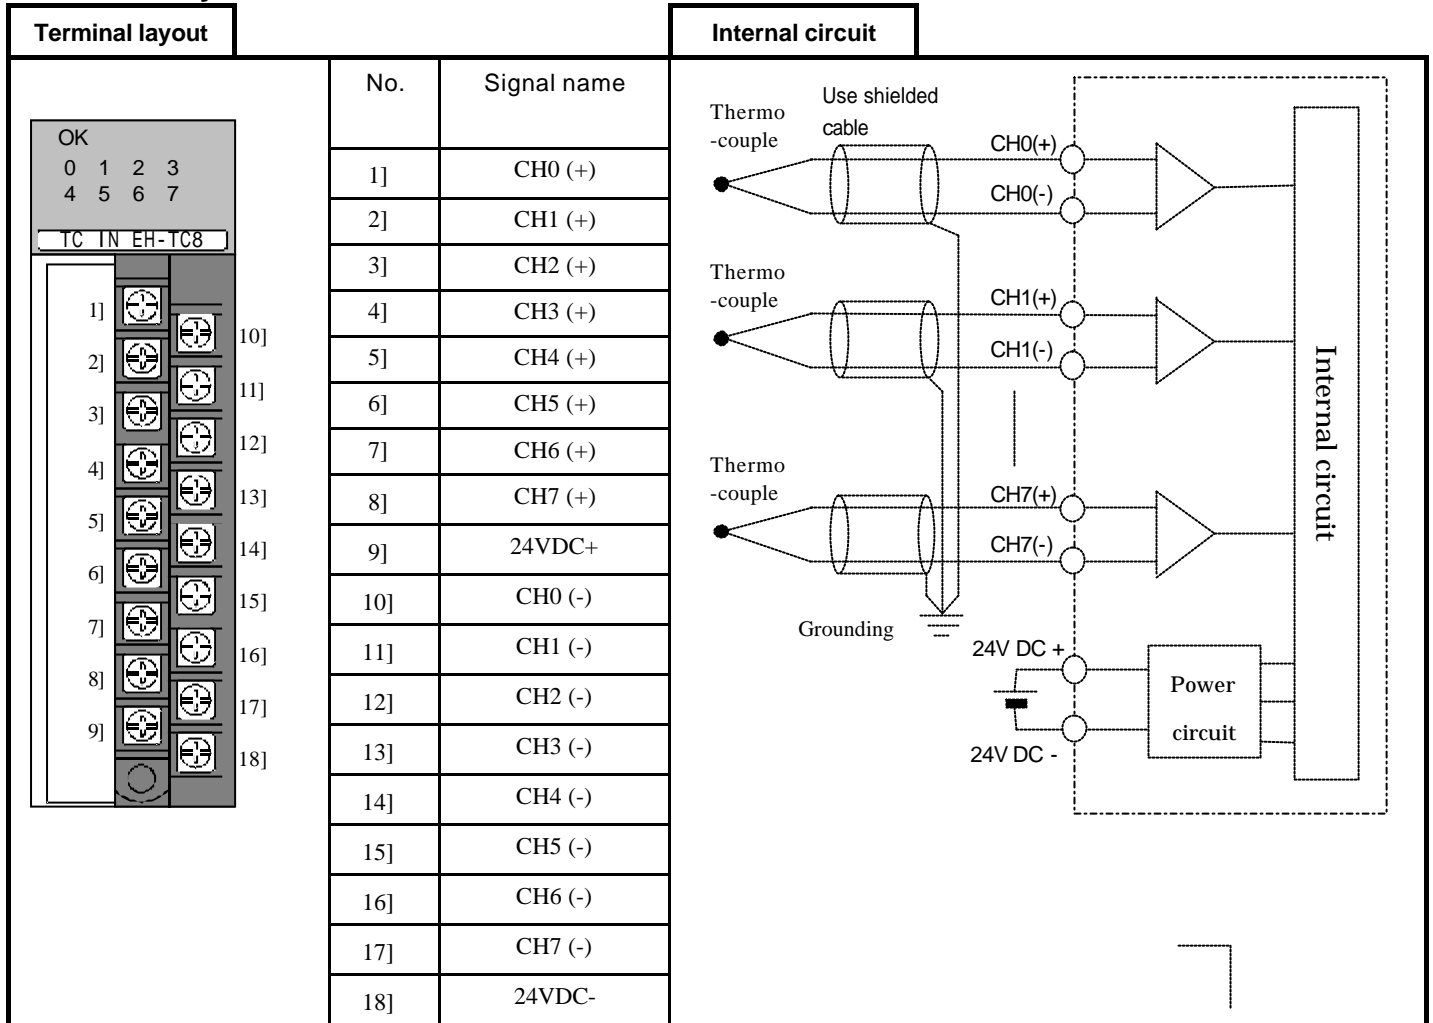 Terminal layout
Internal circuit
OK
0 1 2 3
4 5 6 7
TC IN EH-TC8
1]
2]
3]
4]
5]
6]
7]
8]
9]
10]
11]
12]
13]
14]
15]
16]
17]
18]
No. Signal name
1] CH0 (+)
2] CH1 (+)
3] CH2 (+)
4] CH3 (+)
5] CH4 (+)
6] CH5 (+)
7] CH6 (+)
8] CH7 (+)
9] 24VDC+
10] CH0 (-)
11] CH1 (-)
12] CH2 (-)
13] CH3 (-)
14] CH4 (-)
15] CH5 (-)
16] CH6 (-)
17] CH7 (-)
18] 24VDC-
Thermo
-couple
Use shielded
cable
CH0(+)
CH0(-)
Thermo
-couple
CH1(+)
CH1(-)
Thermo
-couple
CH7(+)
CH7(-)
Grounding
24V DC +
24V DC -
Power
circuit
Internal circuit